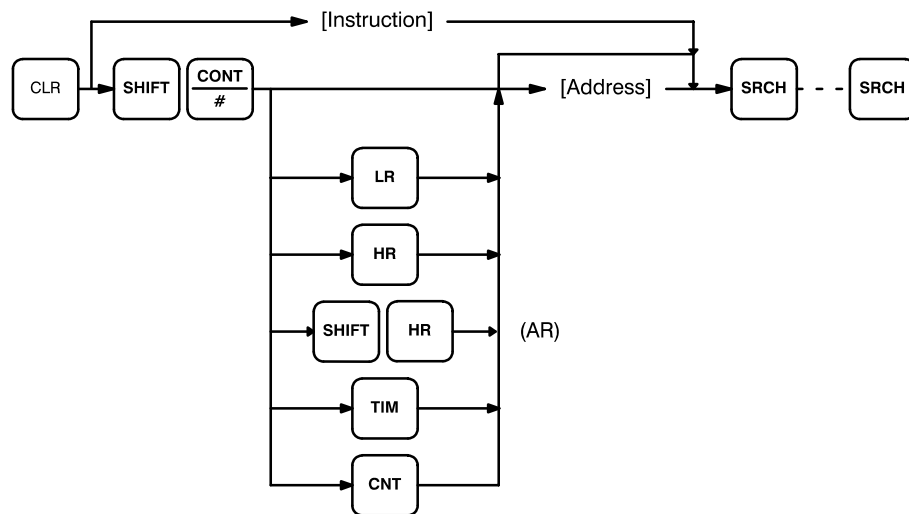 [Instruction]
CLR SHIFT CONT # [Address] SRCH SRCH
LR
HR
SHIFT HR (AR)
TIM
CNT